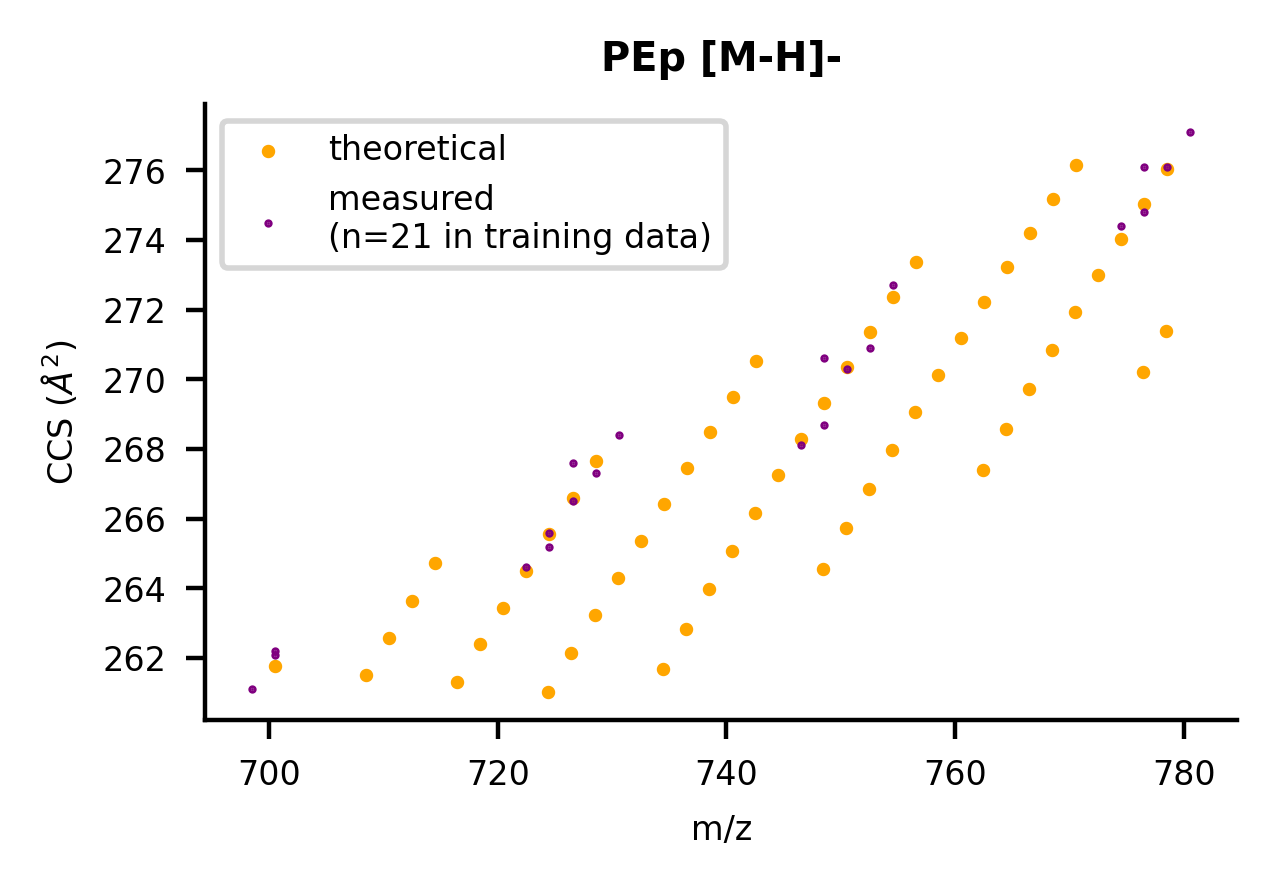 PEp [M-H]-
theoretical
measured
(n=21 in training data)
276
274
272
270
268
266
264
262
CCS (Å²)
700 720 740 760 780
m/z